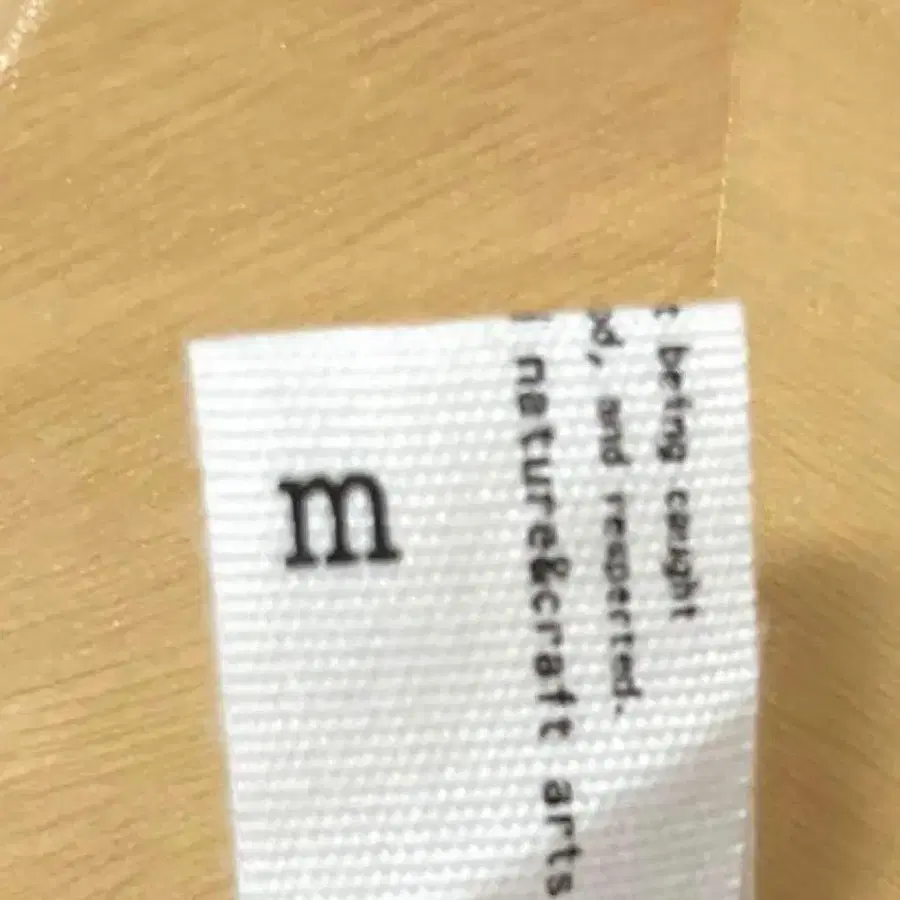 m
being caught
, and respected.
nature&craft arts